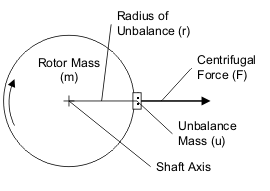 Radius of
Unbalance (r)
Rotor Mass
(m)
Centrifugal
Force (F)
Unbalance
Mass (u)
Shaft Axis